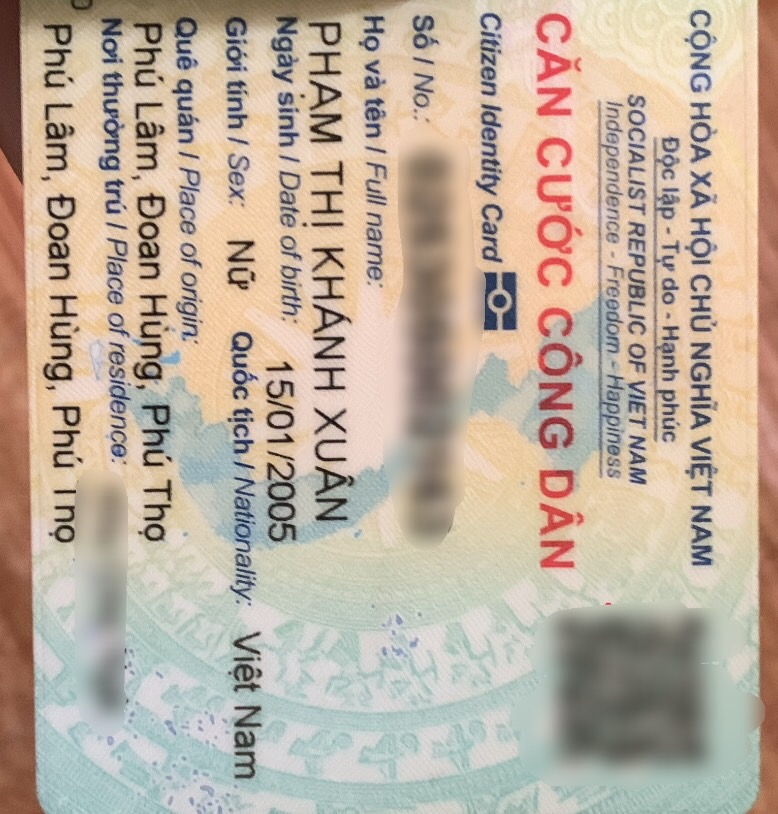 CỘNG HÒA XÃ HỘI CHỦ NGHĨA VIỆT NAM
Độc lập - Tự do - Hạnh phúc
SOCIALIST REPUBLIC OF VIET NAM
Independence - Freedom - Happiness
CĂN CƯỚC CÔNG DÂN
Citizen Identity Card
Số / No.:
Họ và tên / Full name:
PHẠM THỊ KHÁNH XUÂN
Ngày sinh / Date of birth: 15/01/2005
Giới tính / Sex: Nữ Quốc tịch / Nationality: Việt Nam
Quê quán / Place of origin:
Phú Lâm, Đoan Hùng, Phú Thọ
Nơi thường trú / Place of residence:
Phú Lâm, Đoan Hùng, Phú Thọ